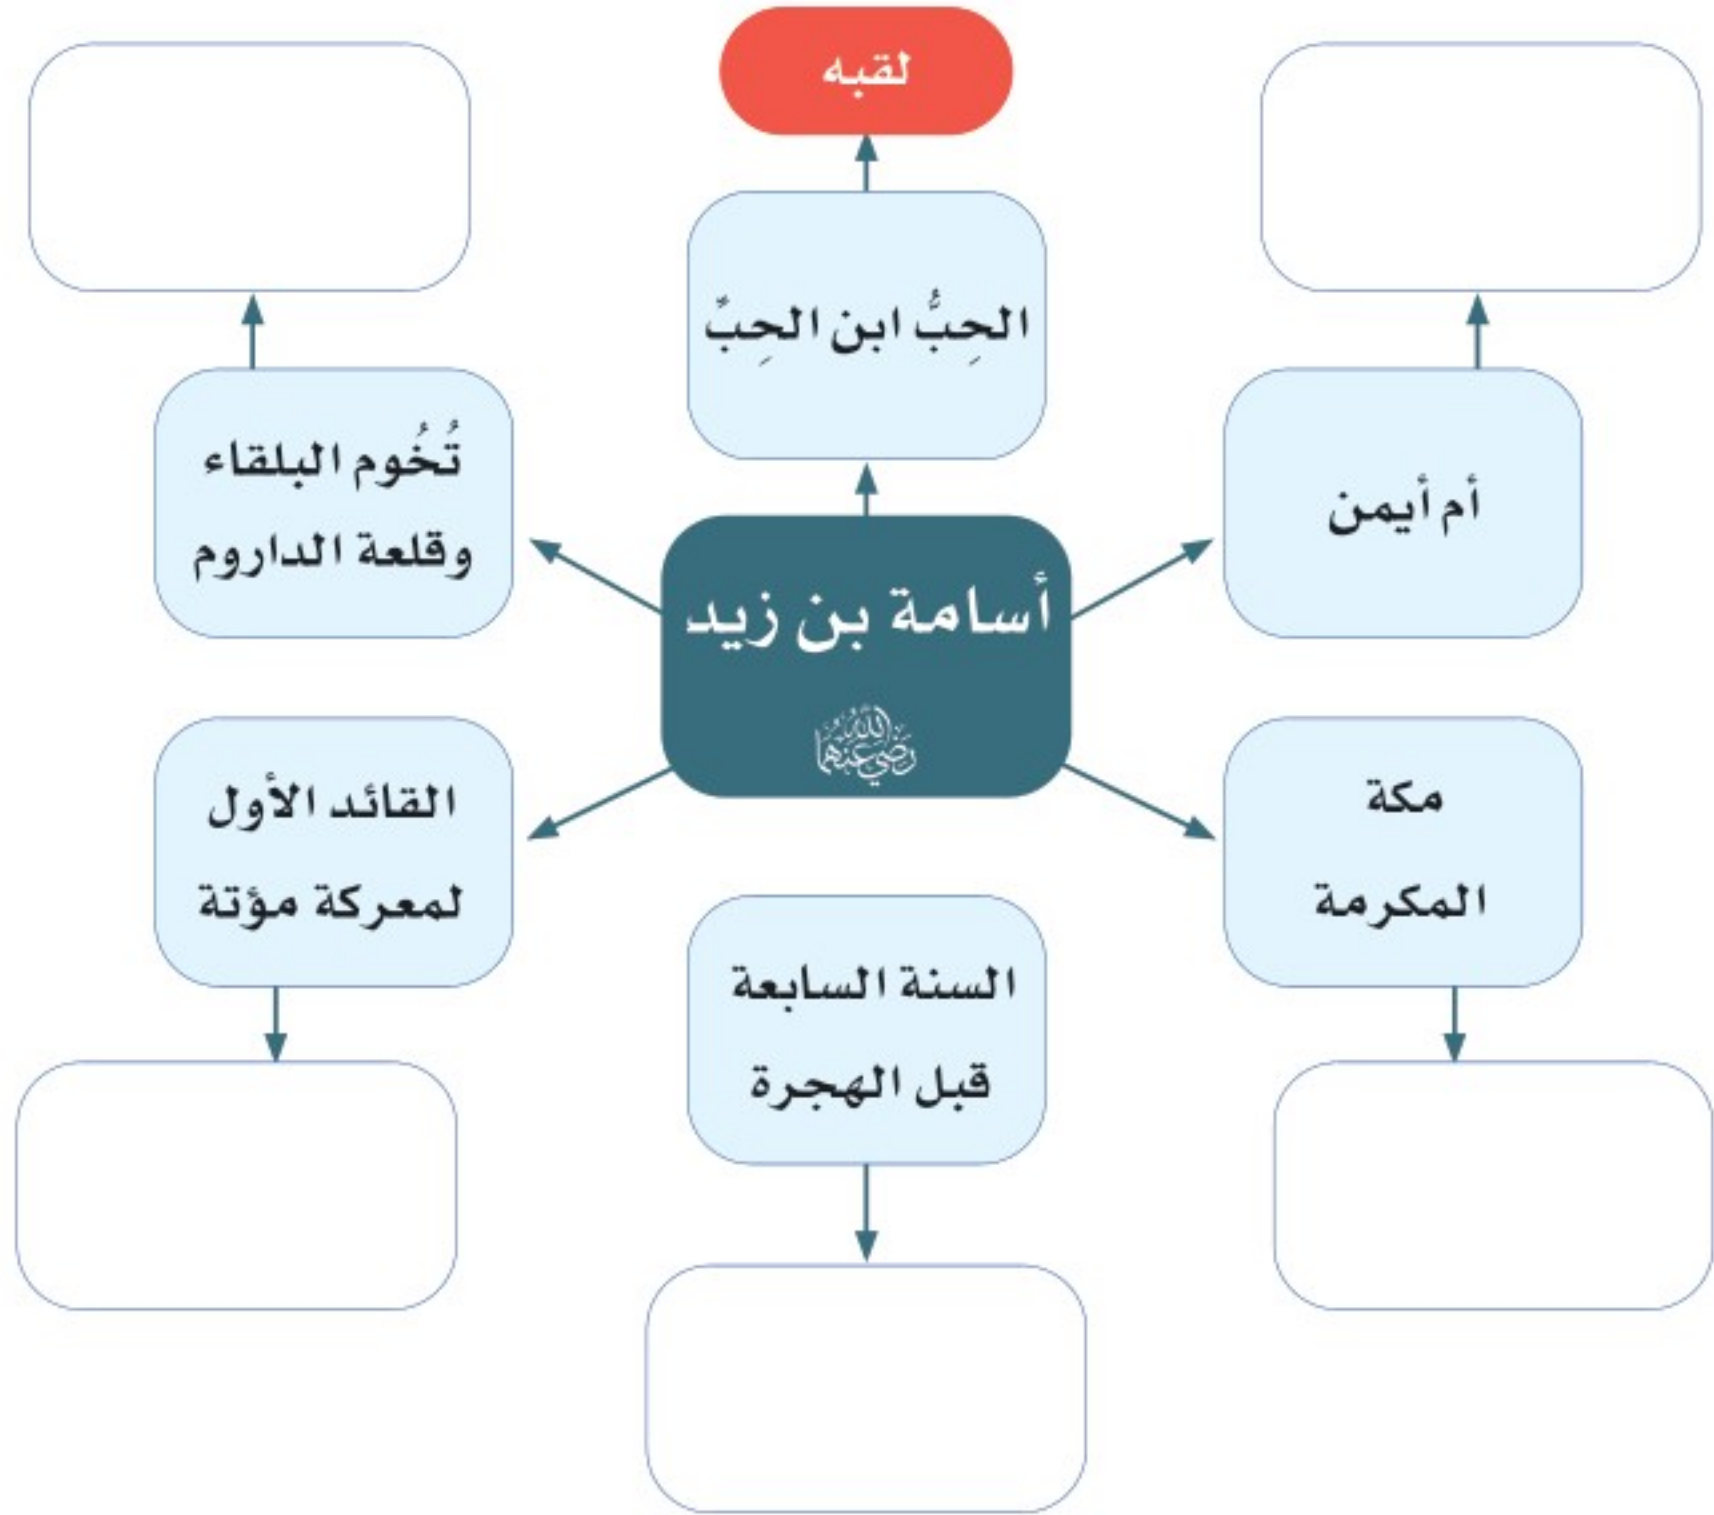 لقبه
الحِبُّ ابن الحِبِّ
أم أيمن
تُخُوم البلقاء
وقلعة الداروم
أسامة بن زيد
رضي الله عنهما
مكة
المكرمة
القائد الأول
لمعركة مؤتة
السنة السابعة
قبل الهجرة